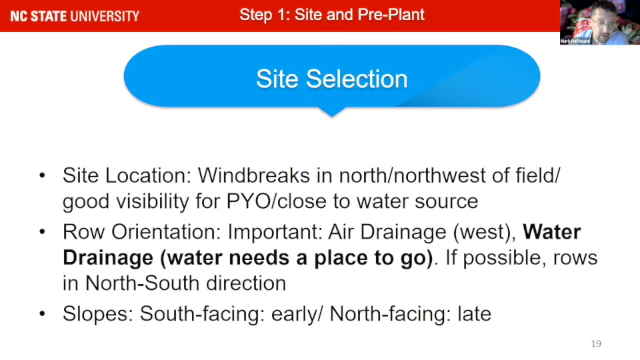 NC STATE UNIVERSITY
Step 1: Site and Pre-Plant
Site Selection
• Site Location: Windbreaks in north/northwest of field/
good visibility for PYO/close to water source
• Row Orientation: Important: Air Drainage (west), Water
Drainage (water needs a place to go). If possible, rows
in North-South direction
• Slopes: South-facing: early/ North-facing: late
19